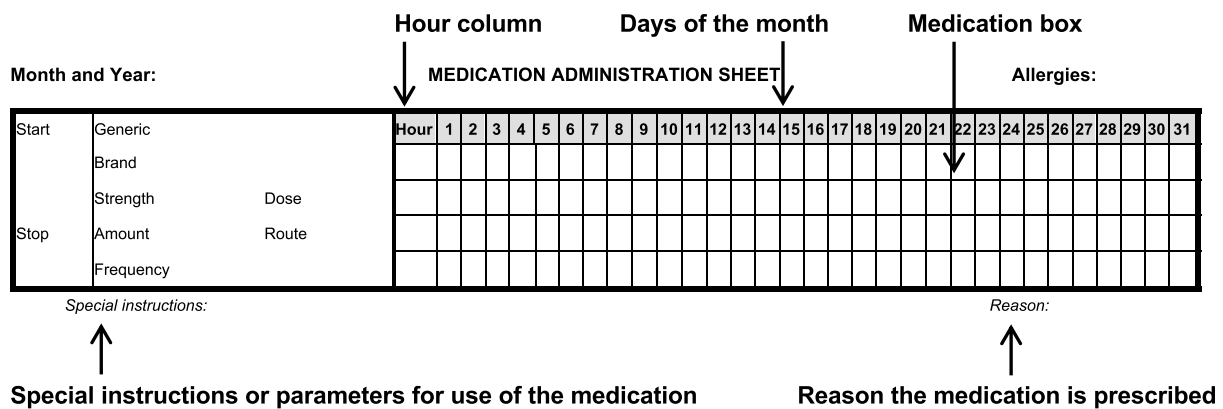 Hour column Days of the month Medication box
Month and Year: MEDICATION ADMINISTRATION SHEET Allergies:
Start Generic Hour 1 2 3 4 5 6 7 8 9 10 11 12 13 14 15 16 17 18 19 20 21 22 23 24 25 26 27 28 29 30 31
Brand
Strength Dose
Stop Amount Route
Frequency
Special instructions: Reason:
Special instructions or parameters for use of the medication Reason the medication is prescribed